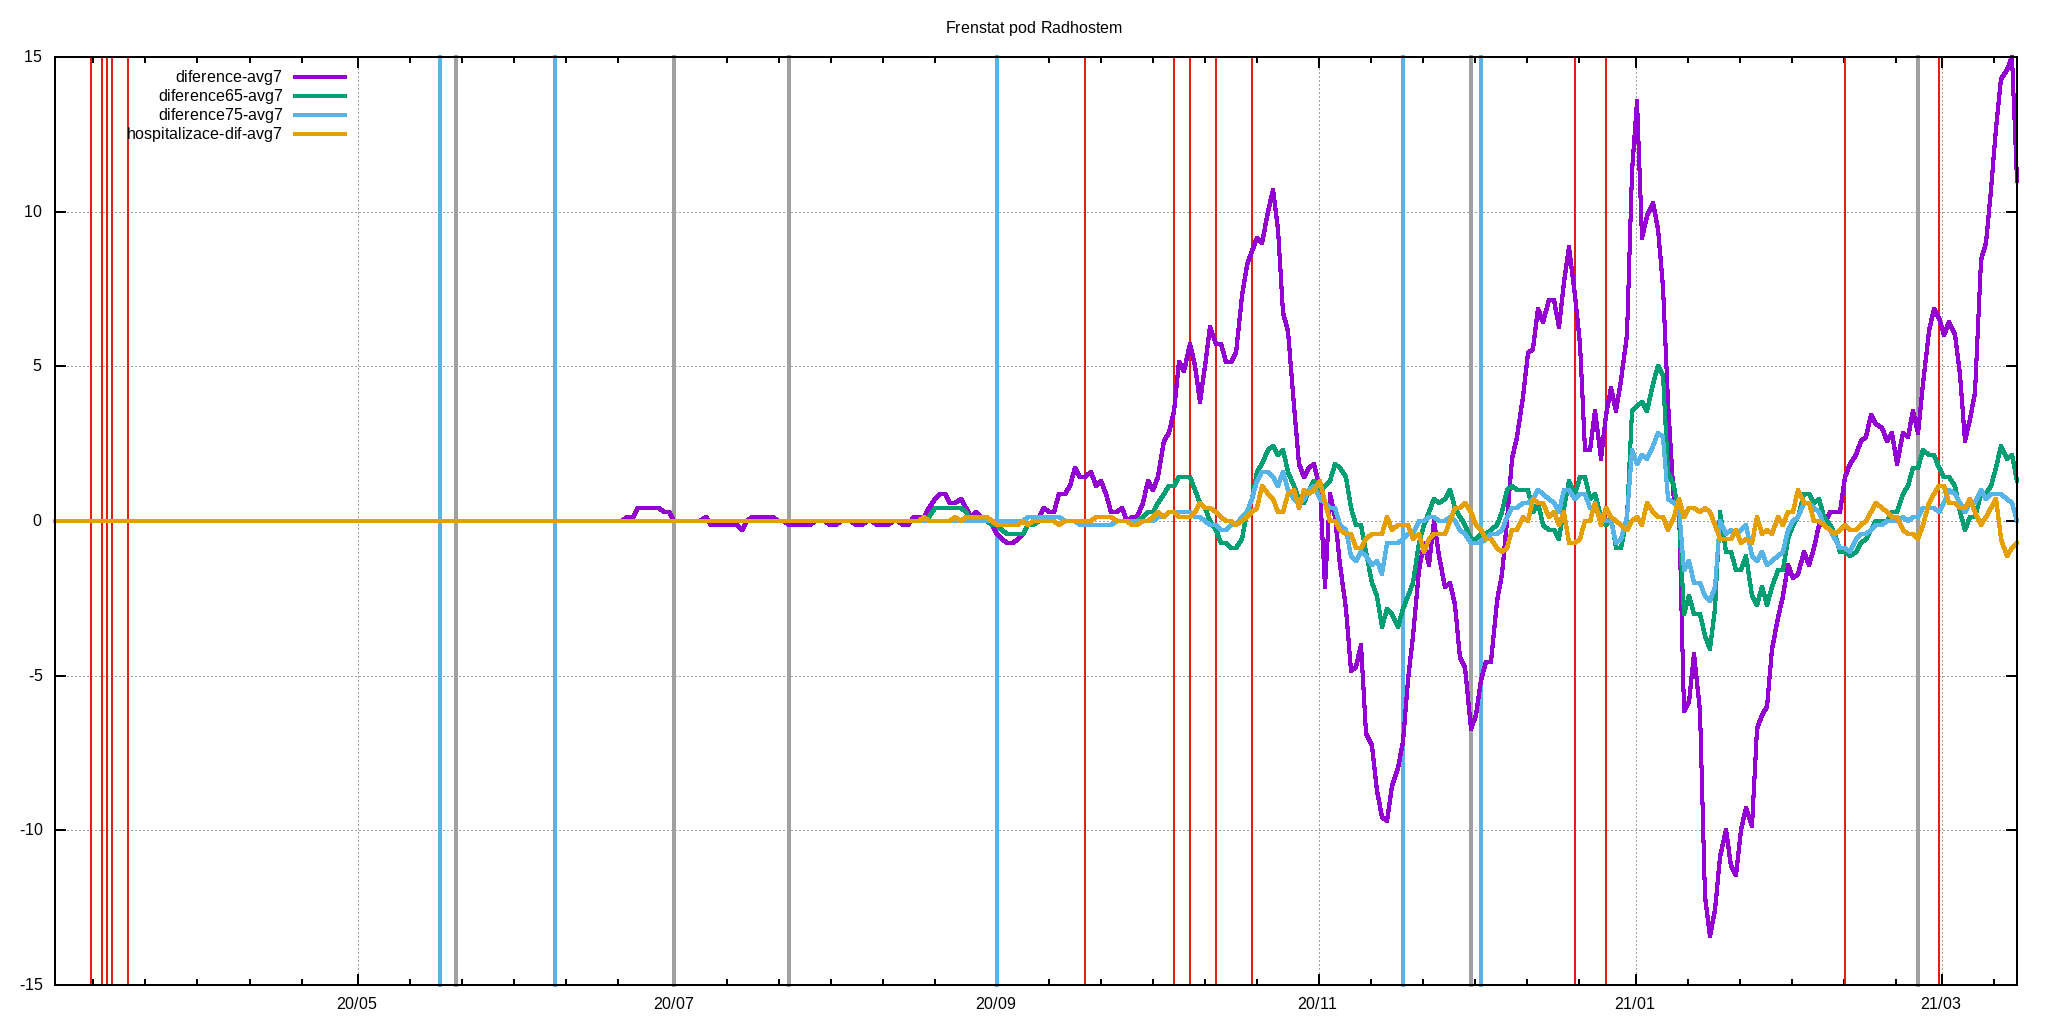 Frenstat pod Radhostem
15
10
5
0
-5
-10
-15
diference-avg7
diference65-avg7
diference75-avg7
hospitalizace-dif-avg7
20/05 20/07 20/09 20/11 21/01 21/03